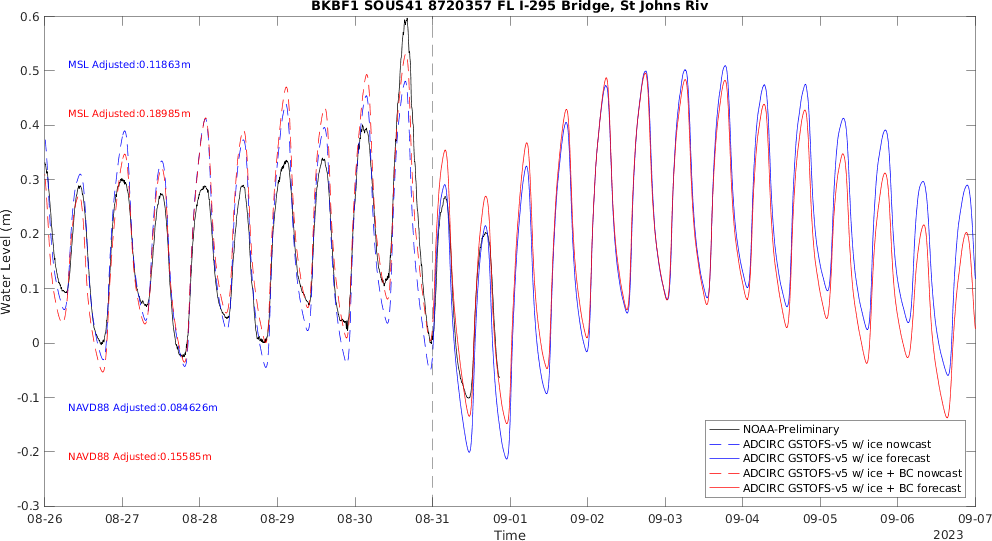 BKBF1 SOUS41 8720357 FL I-295 Bridge, St Johns Riv
0.6
0.5
0.4
0.3
0.2
0.1
0
-0.1
-0.2
-0.3
Water Level (m)
MSL Adjusted:0.11863m
MSL Adjusted:0.18985m
NAVD88 Adjusted:0.084626m
NAVD88 Adjusted:0.15585m
NOAA-Preliminary
ADCIRC GSTOFS-v5 w/ ice nowcast
ADCIRC GSTOFS-v5 w/ ice forecast
ADCIRC GSTOFS-v5 w/ ice + BC nowcast
ADCIRC GSTOFS-v5 w/ ice + BC forecast
08-26 08-27 08-28 08-29 08-30 08-31 09-01 09-02 09-03 09-04 09-05 09-06 09-07
Time
2023